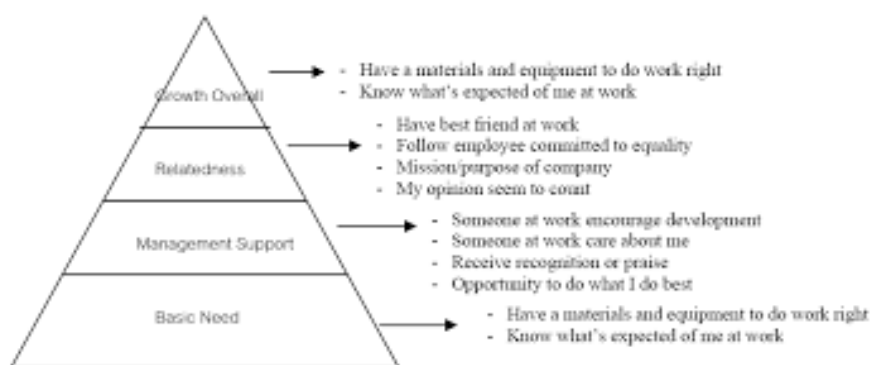 - Have a materials and equipment to do work right
- Know what's expected of me at work
Growth Overall
- Have best friend at work
- Follow employee committed to equality
- Mission/purpose of company
- My opinion seem to count
Relatedness
- Someone at work encourage development
- Someone at work care about me
- Receive recognition or praise
- Opportunity to do what I do best
Management Support
- Have a materials and equipment to do work right
- Know what's expected of me at work
Basic Need